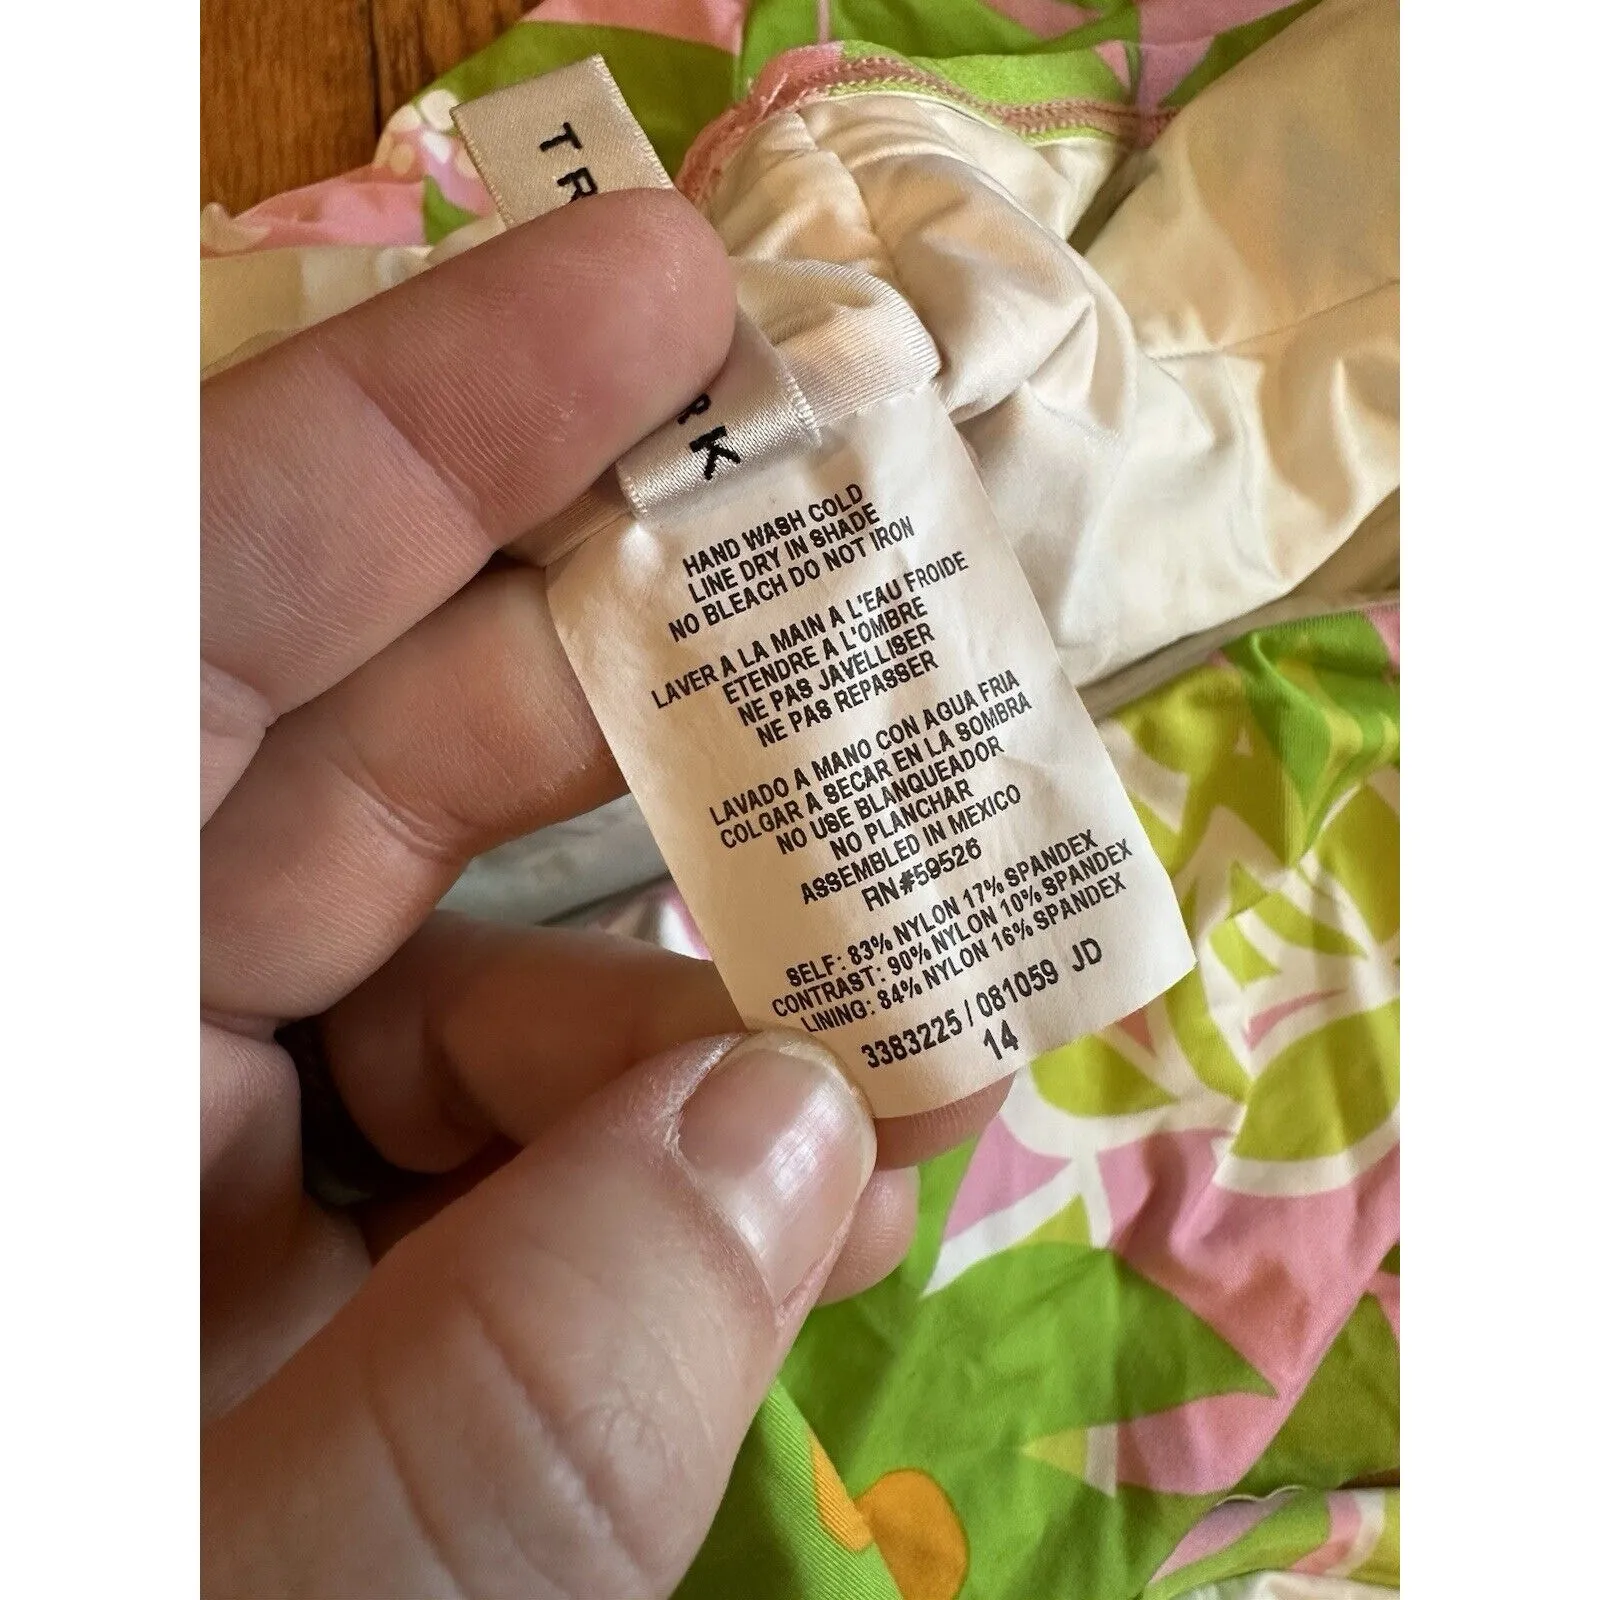 TR
RK
HAND WASH COLD
LINE DRY IN SHADE
NO BLEACH DO NOT IRON
LAVER A LA MAIN A L'EAU FROIDE
ETENDRE A L'OMBRE
NE PAS JAVELLISER
NE PAS REPASSER
LAVADO A MANO CON AGUA FRIA
COLGAR A SECAR EN LA SOMBRA
NO USE BLANQUEADOR
NO PLANCHAR
ASSEMBLED IN MEXICO
RN#59526
SELF: 83% NYLON 17% SPANDEX
CONTRAST: 90% NYLON 10% SPANDEX
LINING: 84% NYLON 16% SPANDEX
3383225 / 081059 JD
14